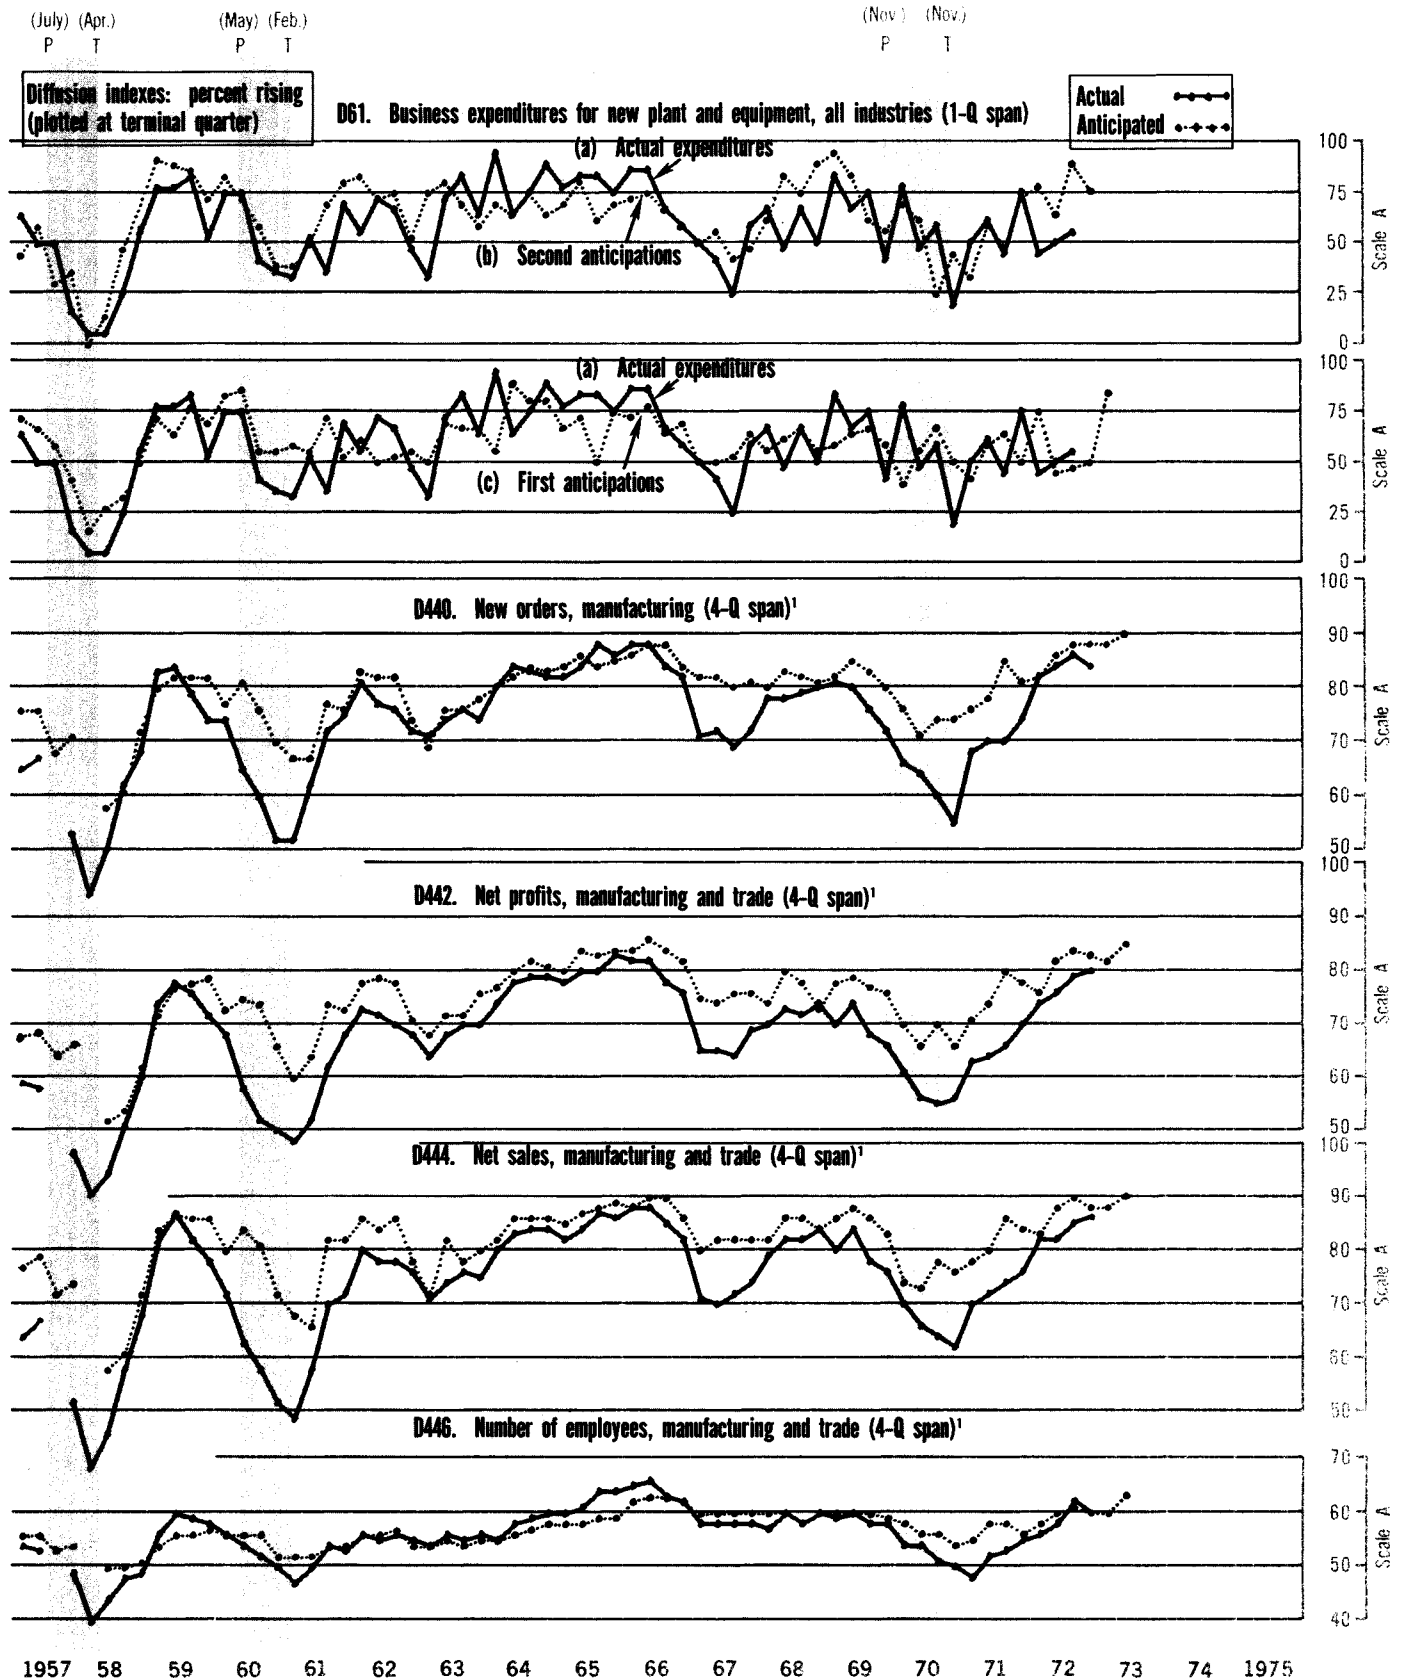 (July) (Apr.) (May) (Feb.) (Nov.) (Nov.)
P T P T P T
Diffusion indexes: percent rising
(plotted at terminal quarter)
D61. Business expenditures for new plant and equipment, all industries (1-Q span)
Actual
Anticipated
(a) Actual expenditures
(b) Second anticipations
100
75
50
25
0
Scale A
(a) Actual expenditures
(c) First anticipations
100
75
50
25
0
Scale A
D440. New orders, manufacturing (4-Q span)¹
100
90
80
70
60
50
Scale A
D442. Net profits, manufacturing and trade (4-Q span)¹
100
90
80
70
60
50
Scale A
D444. Net sales, manufacturing and trade (4-Q span)¹
100
90
80
70
60
50
Scale A
D446. Number of employees, manufacturing and trade (4-Q span)¹
70
60
50
40
Scale A
1957 58 59 60 61 62 63 64 65 66 67 68 69 70 71 72 73 74 1975